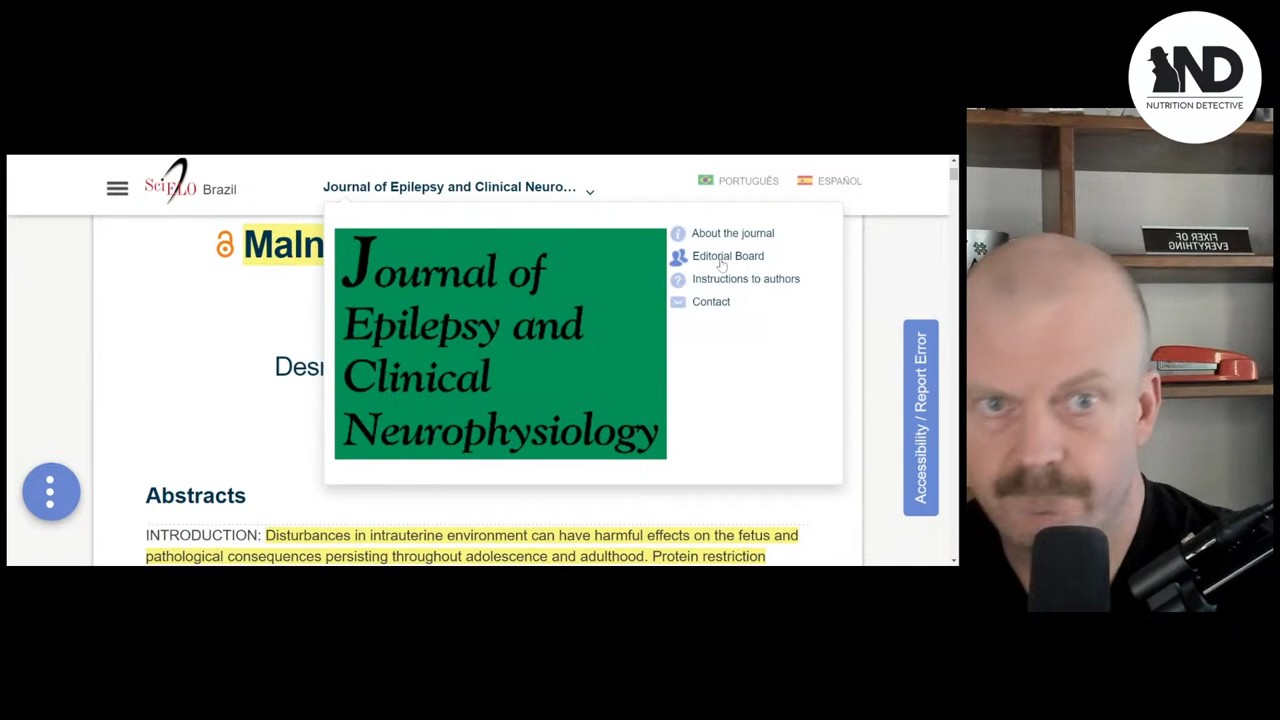 ND
NUTRITION DETECTIVE
SciELO Brazil
Journal of Epilepsy and Clinical Neuro...
PORTUGUÊS
ESPAÑOL
Maln
Desi
Journal of
Epilepsy and
Clinical
Neurophysiology
About the journal
Editorial Board
Instructions to authors
Contact
Accessibility / Report Error
Abstracts
INTRODUCTION: Disturbances in intrauterine environment can have harmful effects on the fetus and
pathological consequences persisting throughout adolescence and adulthood. Protein restriction
FIXER OF
EVERYTHING